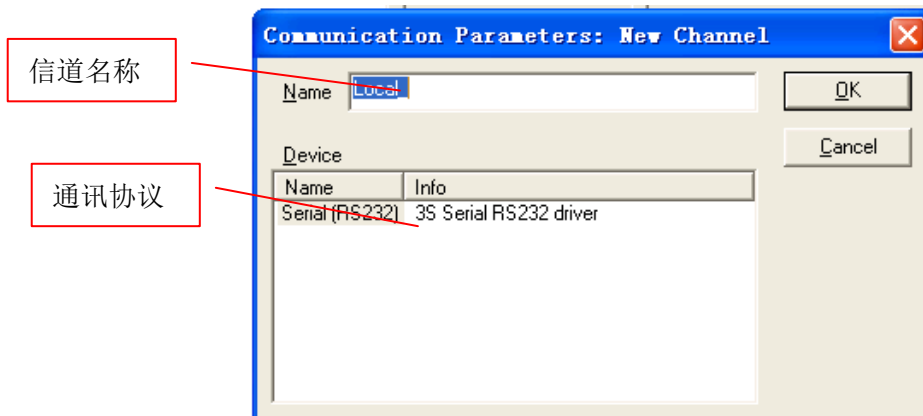 Communication Parameters: New Channel
信道名称
Name Local OK
Device Cancel
通讯协议
Name Info
Serial (RS232) 3S Serial RS232 driver